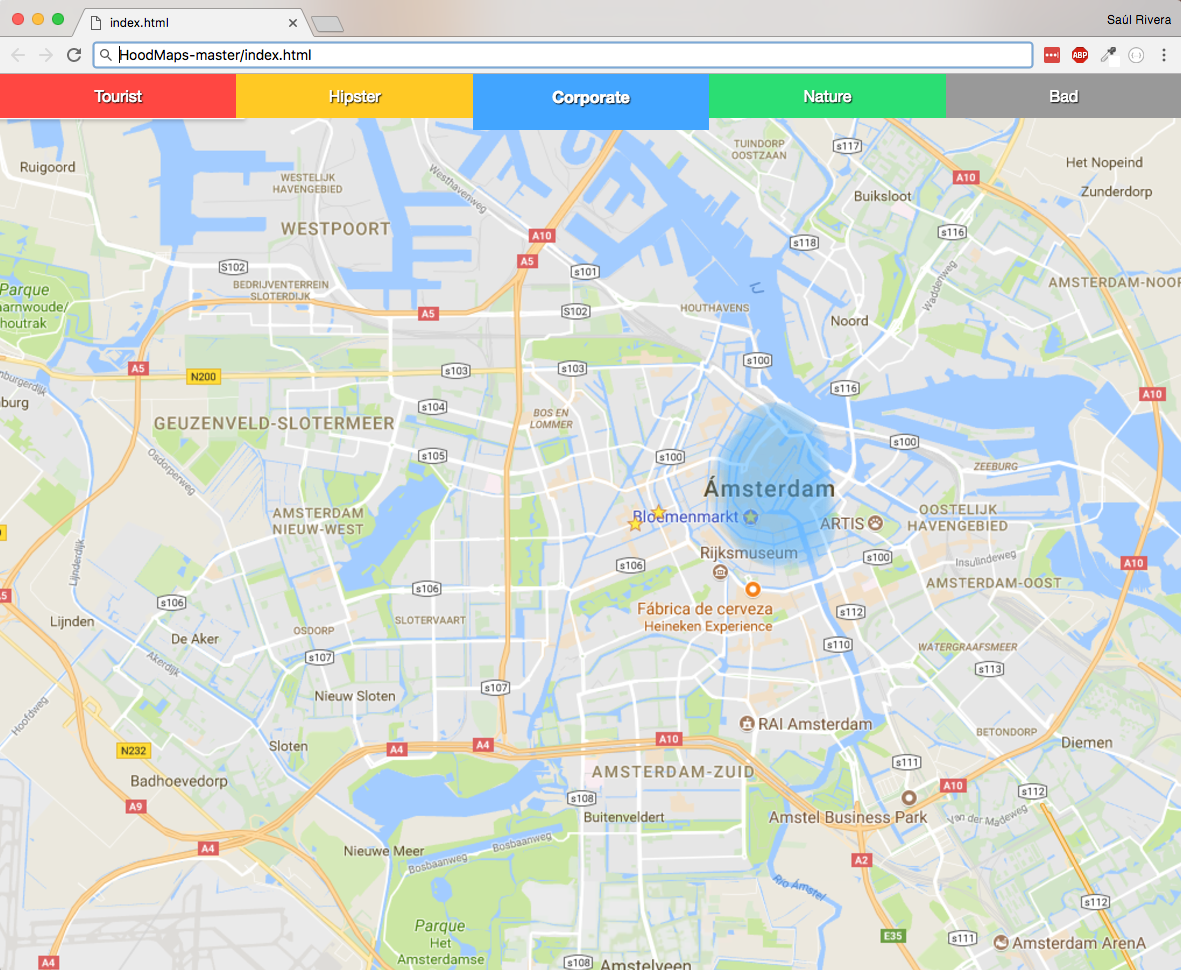 index.html
Saúl Rivera
HoodMaps-master/index.html
ABP
Tourist
Hipster
Corporate
Nature
Bad
TUINDORP
OOSTZAAN
s117
Het Nopeind
Ruigoord
A10
WESTELIJK
HAVENGEBIED
Westhavenweg
Zunderdorp
Buiksloot
WESTPOORT
A10
s116
s118
A5
S102
s101
Waddenweg
BEDRIJVENTERREIN
SLOTERDIJK
AMSTERDAM-NOOR
Parque
aarnwoude/
houtrak
HOUTHAVENS
A5
S102
Noord
s100
A5
s103
s103
N200
s116
A10
burg
s104
BOS EN
LOMMER
GEUZENVELD-SLOTERMEER
s100
s105
s100
Osdorperweg
ZEEBURG
Ámsterdam
AMSTERDAM
NIEUW-WEST
Bloemenmarkt
ARTIS
OOSTELIJK
HAVENGEBIED
Lijnderdijk
Rijksmuseum
s100
Insulindeweg
s106
A10
AMSTERDAM-OOST
s106
.5
s106
Fábrica de cerveza
Heineken Experience
s112
Lijnden
SLOTERVAART
De Aker
OSDORP
s110
WATERGRAAFSMEER
s107
Akerdijk
s113
s107
Nieuw Sloten
Hoofdweg
RAI Amsterdam
BETONDORP
N232
Sloten
A4
A4
A10
Diemen
s111
AMSTERDAM-ZUID
Badhoevedorp
A10
s112
A9
s108
Buitenveldert
Amstel Business Park
Van der Madeweg
A4
Nieuwe Meer
Bosbaanweg
Bosbaanweg
A2
Río Ámstel
s112
Parque
Het
Amsterdamse
E35
s111
Amsterdam ArenA
A4
s108
Amstelveen